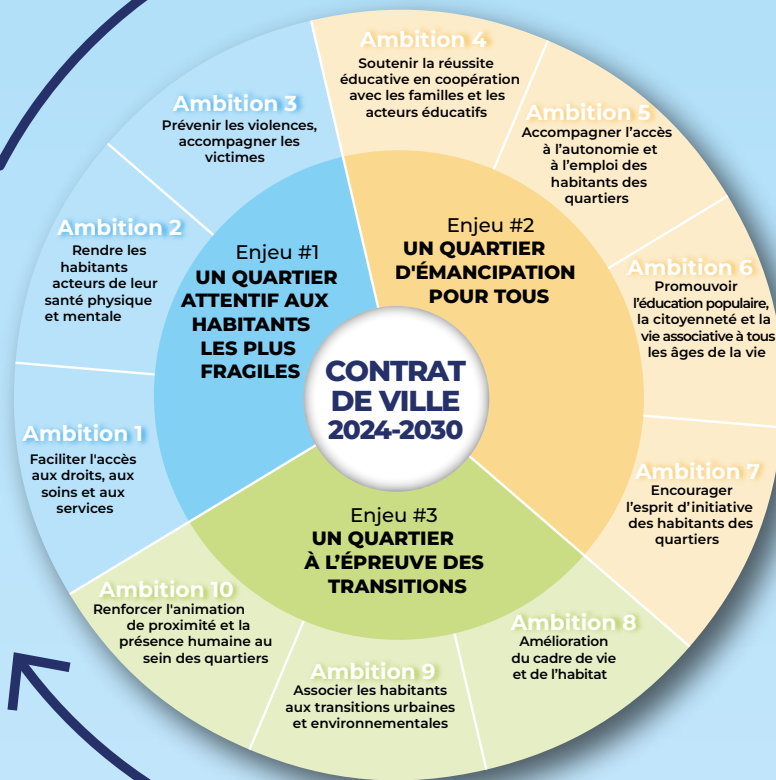 CONTRAT
DE VILLE
2024-2030
Enjeu #1
UN QUARTIER
ATTENTIF AUX
HABITANTS
LES PLUS
FRAGILES
Ambition 1
Faciliter l'accès
aux droits, aux
soins et aux
services
Ambition 2
Rendre les
habitants
acteurs de leur
santé physique
et mentale
Ambition 3
Prévenir les violences,
accompagner les
victimes
Enjeu #2
UN QUARTIER
D'ÉMANCIPATION
POUR TOUS
Ambition 4
Soutenir la réussite
éducative en coopération
avec les familles et les
acteurs éducatifs
Ambition 5
Accompagner l’accès
à l’autonomie et
à l’emploi des
habitants des
quartiers
Ambition 6
Promouvoir
l’éducation populaire,
la citoyenneté et la
vie associative à tous
les âges de la vie
Ambition 7
Encourager
l’esprit d’initiative
des habitants des
quartiers
Enjeu #3
UN QUARTIER
À L’ÉPREUVE DES
TRANSITIONS
Ambition 8
Amélioration
du cadre de vie
et de l’habitat
Ambition 9
Associer les habitants
aux transitions urbaines
et environnementales
Ambition 10
Renforcer l'animation
de proximité et la
présence humaine au
sein des quartiers